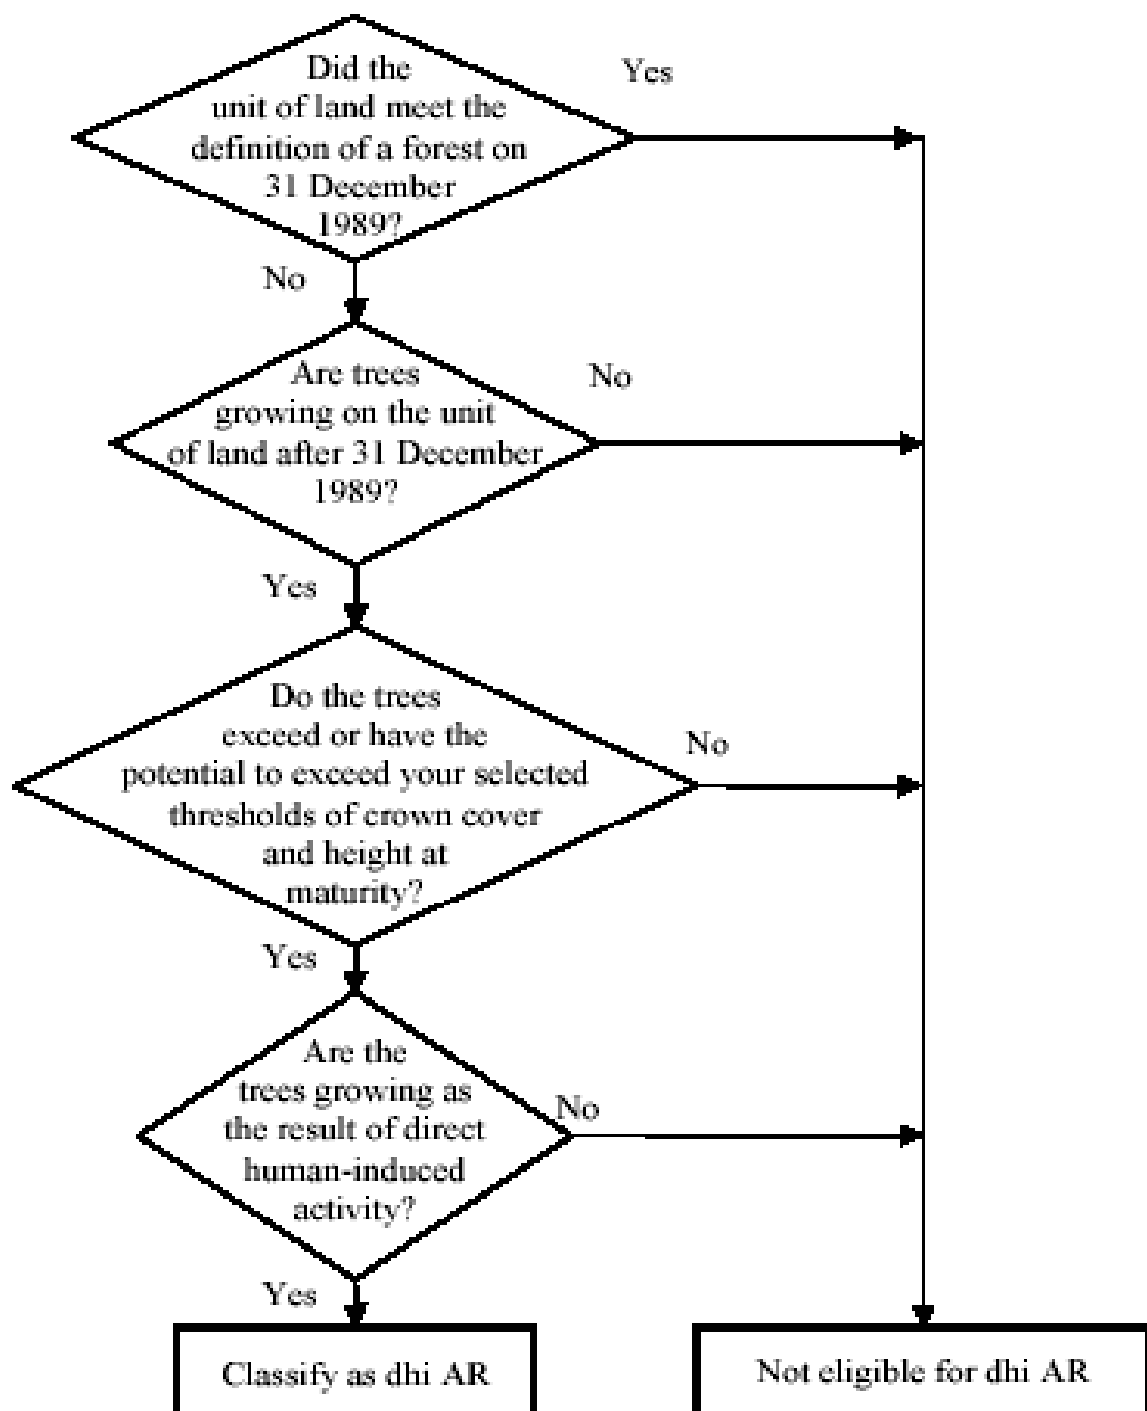 Did the
unit of land meet the
definition of a forest on
31 December
1989?
Yes
No
Are trees
growing on the unit
of land after 31 December
1989?
No
Yes
Do the trees
exceed or have the
potential to exceed your selected
thresholds of crown cover
and height at
maturity?
No
Yes
Are the
trees growing as
the result of direct
human-induced
activity?
No
Yes
Classify as dhi AR
Not eligible for dhi AR